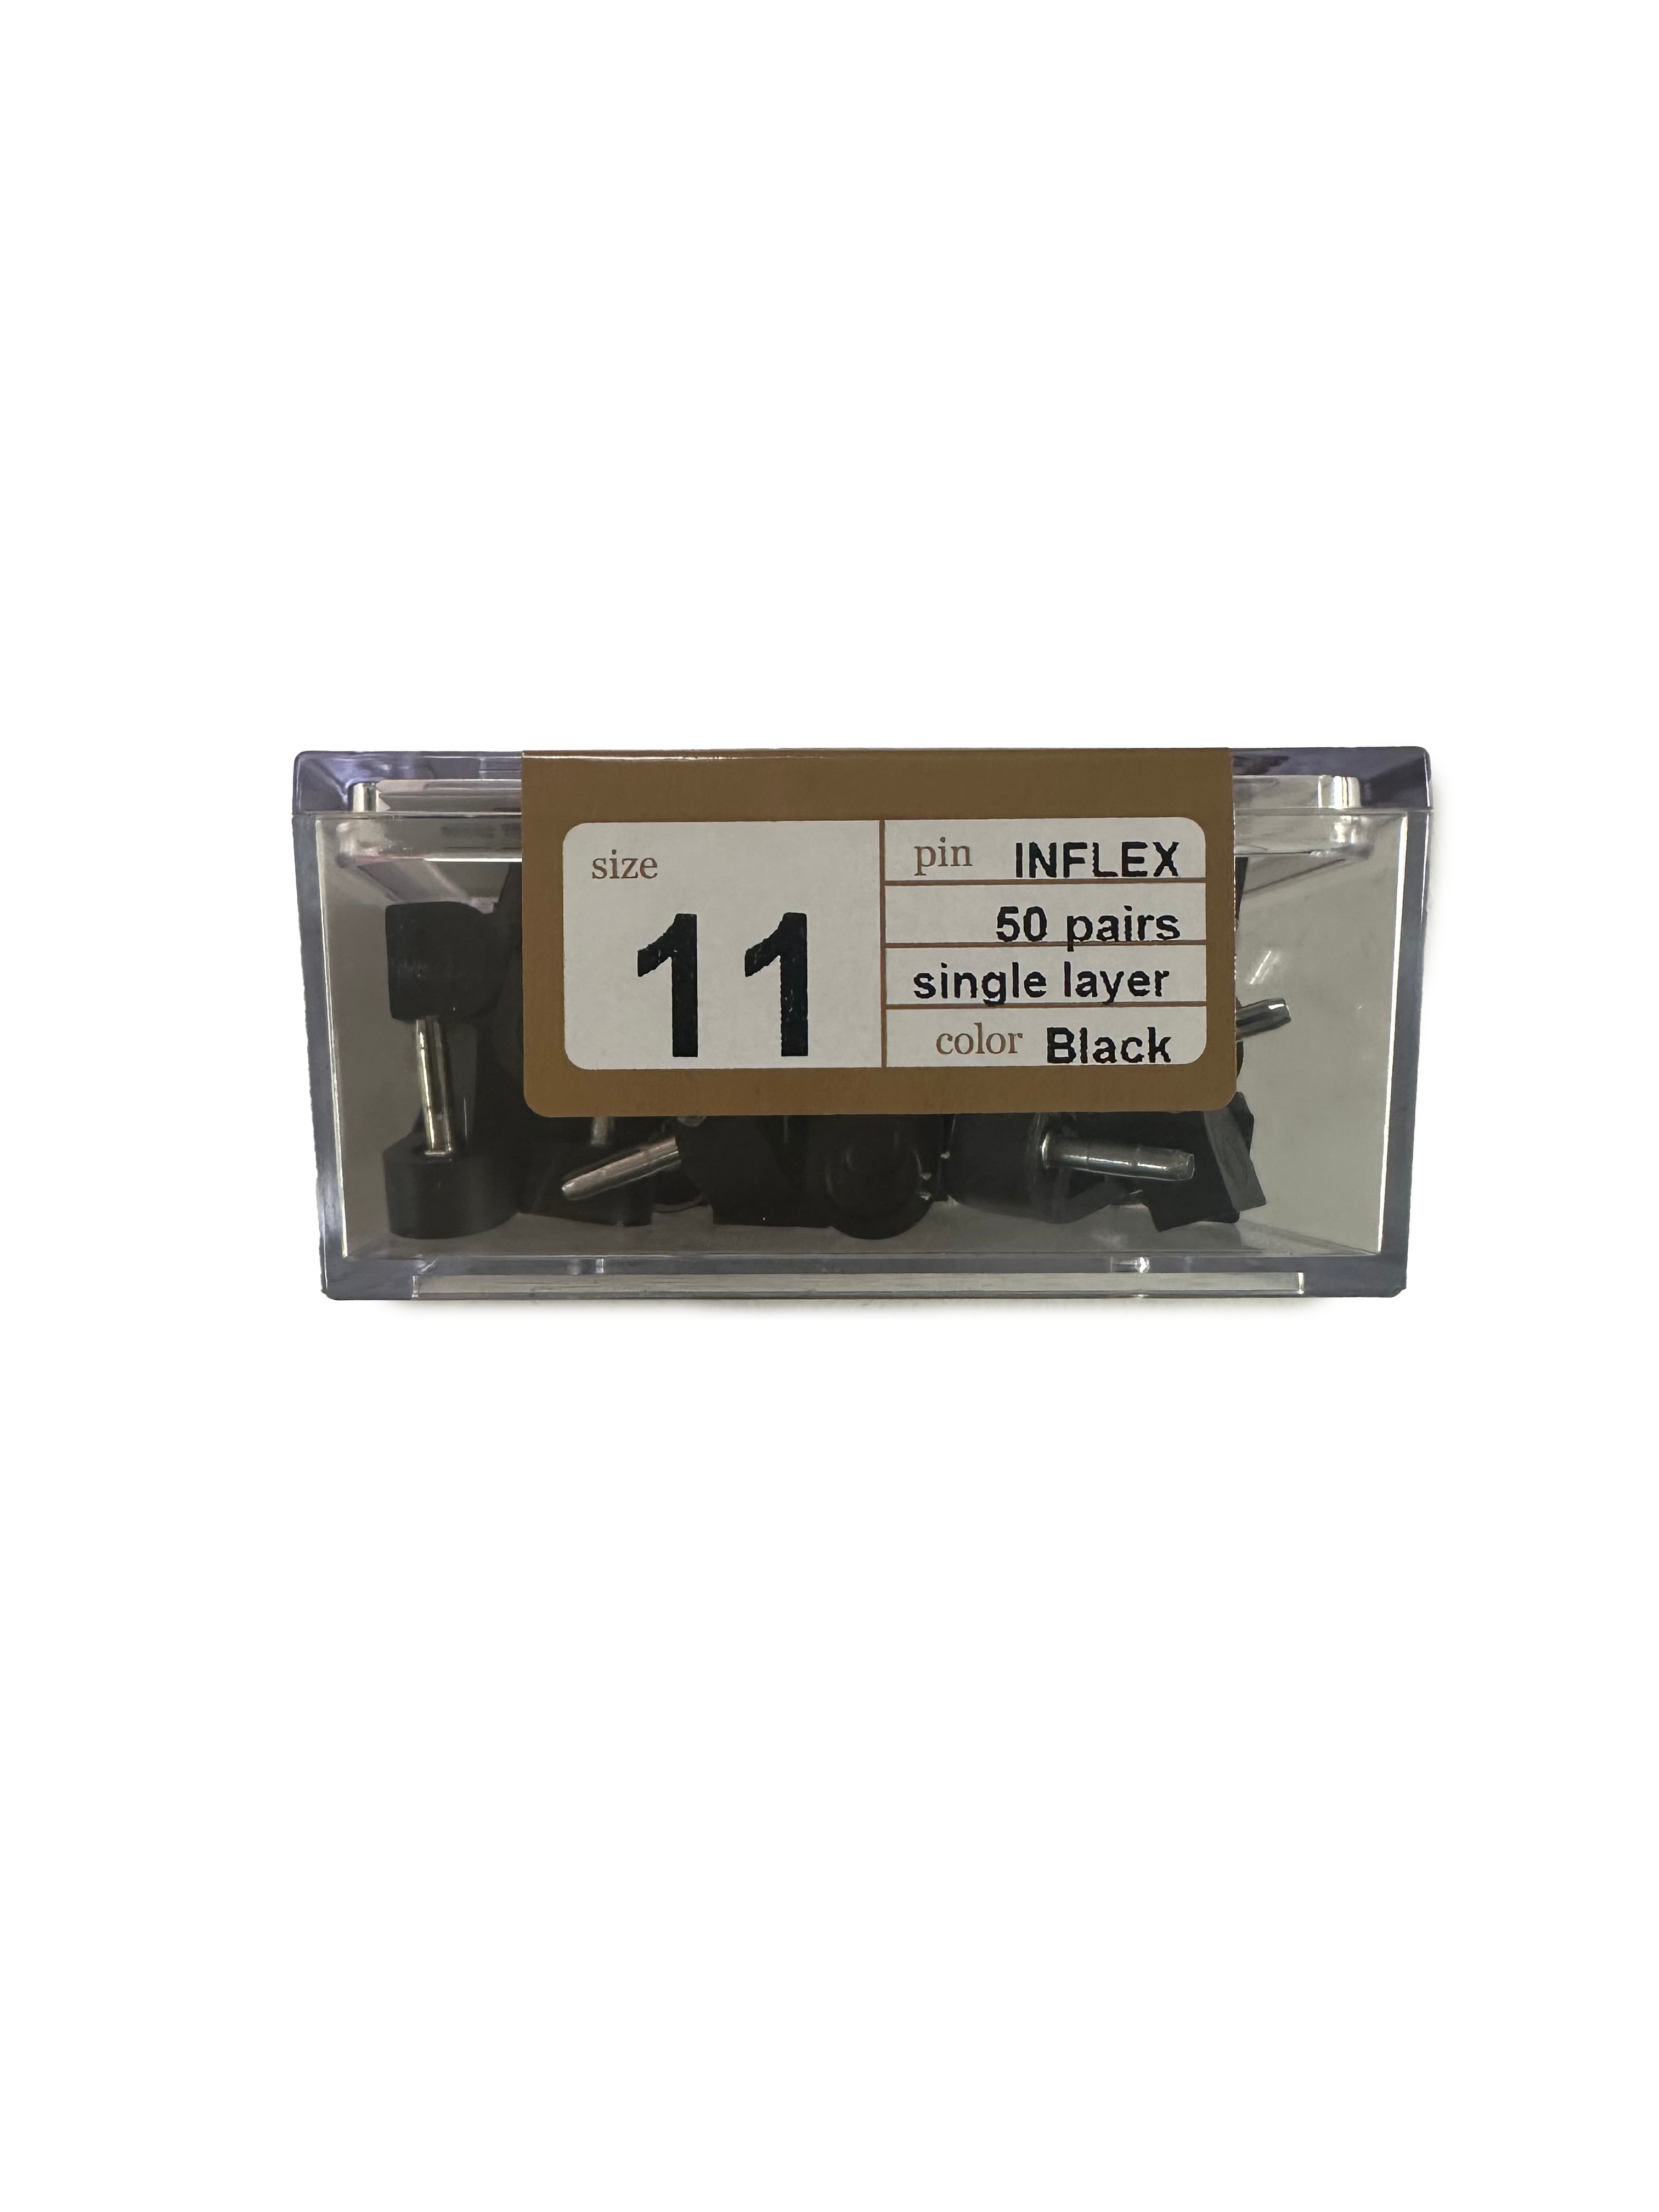 size
11
pin INFLEX
50 pairs
single layer
color Black